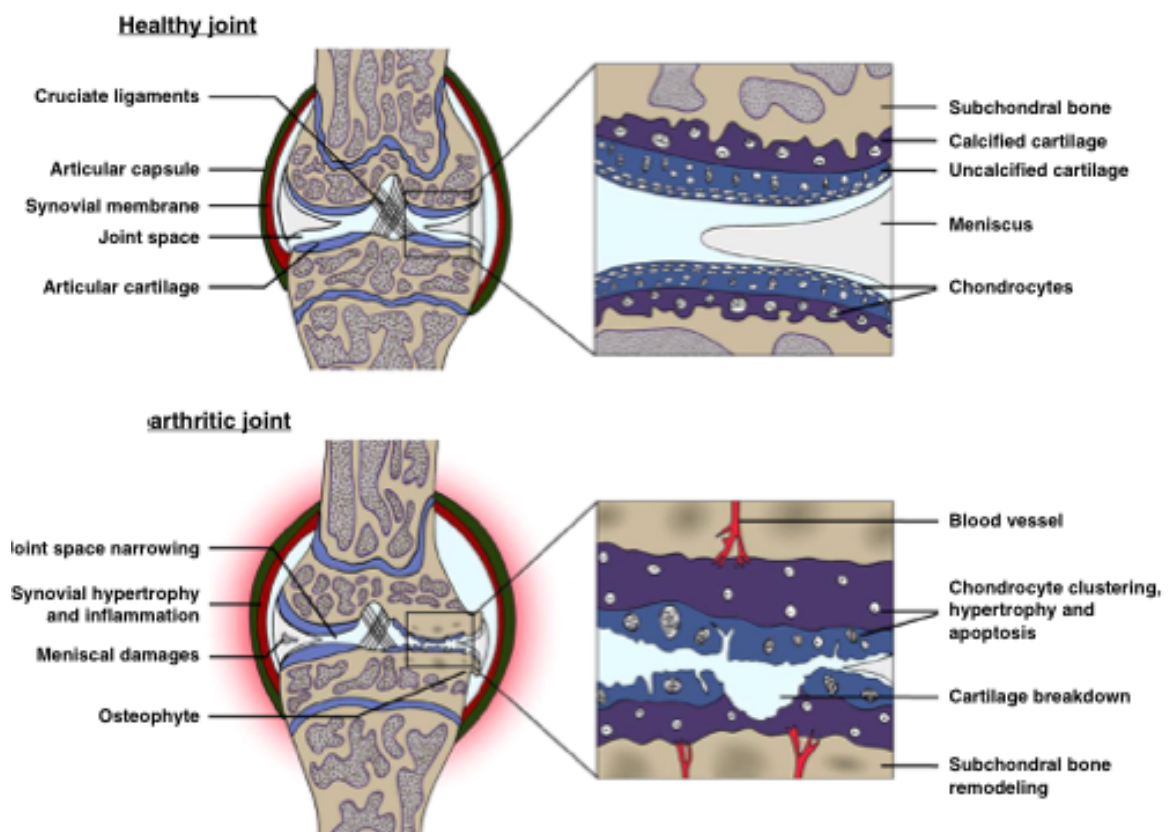 Healthy joint
Cruciate ligaments
Articular capsule
Synovial membrane
Joint space
Articular cartilage
Subchondral bone
Calcified cartilage
Uncalcified cartilage
Meniscus
Chondrocytes
arthritic joint
Joint space narrowing
Synovial hypertrophy
and inflammation
Meniscal damages
Osteophyte
Blood vessel
Chondrocyte clustering,
hypertrophy and
apoptosis
Cartilage breakdown
Subchondral bone
remodeling